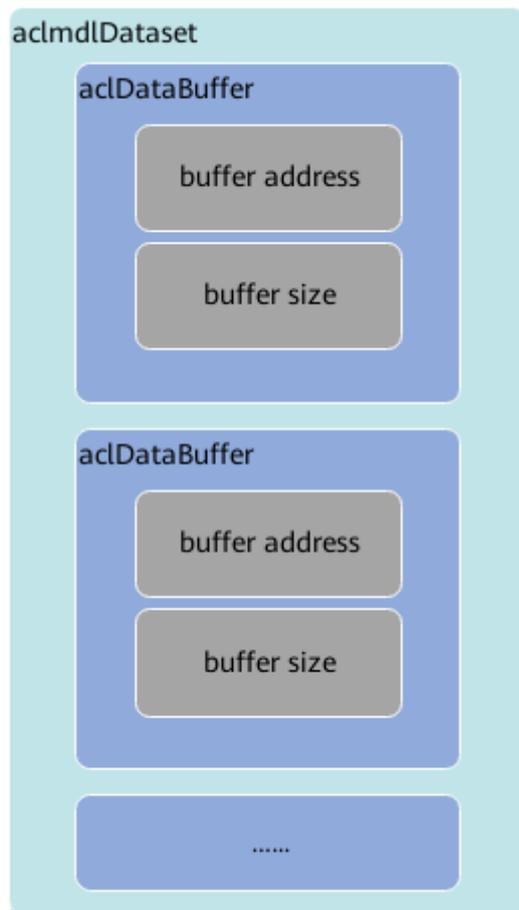 aclmdlDataset
aclDataBuffer
buffer address
buffer size
aclDataBuffer
buffer address
buffer size
......